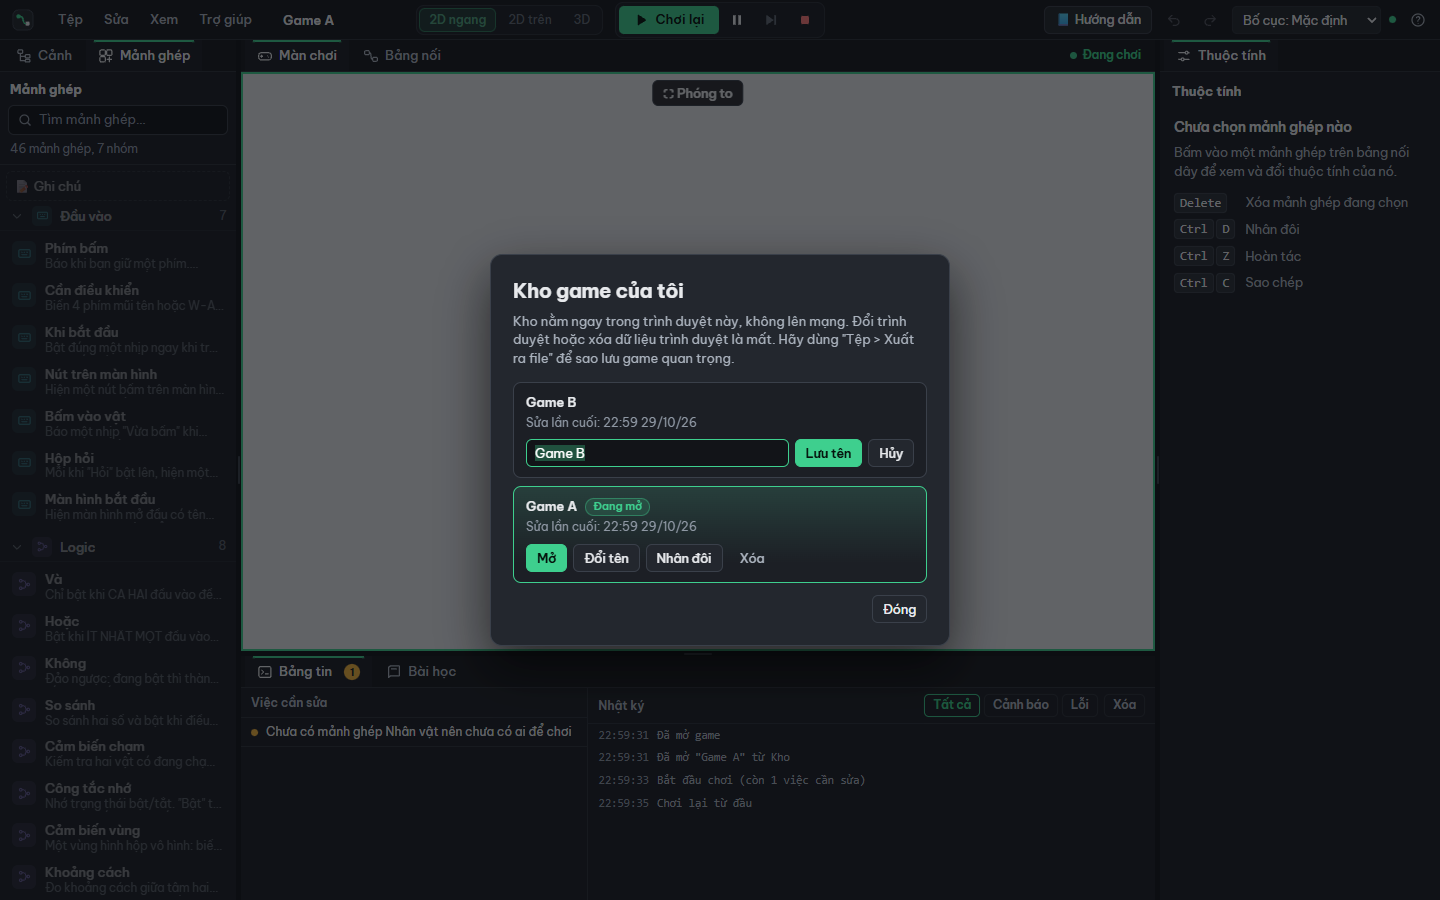 Tệp Sửa Xem Trợ giúp Game A 2D ngang 2D trên 3D Chơi lại 📘 Hướng dẫn Bố cục: Mặc định
Cảnh Mảnh ghép Màn chơi Bảng nối Đang chơi Thuộc tính
Mảnh ghép
Tìm mảnh ghép...
46 mảnh ghép, 7 nhóm
Ghi chú
Đầu vào 7
Phím bấm
Báo khi bạn giữ một phím....
Cần điều khiển
Biến 4 phím mũi tên hoặc W-A...
Khi bắt đầu
Bật đúng một nhịp ngay khi tr...
Nút trên màn hình
Hiện một nút bấm trên màn hìn...
Bấm vào vật
Báo một nhịp "Vừa bấm" khi...
Hộp hỏi
Mỗi khi "Hỏi" bật lên, hiện một...
Màn hình bắt đầu
Hiện màn hình mở đầu có tên...
Logic 8
Và
Chỉ bật khi CẢ HAI đầu vào đề...
Hoặc
Bật khi ÍT NHẤT MỘT đầu vào...
Không
Đảo ngược: đang bật thì thàn...
So sánh
So sánh hai số và bật khi điều...
Cảm biến chạm
Kiểm tra hai vật có đang chạ...
Công tắc nhớ
Nhớ trạng thái bật/tắt. "Bật" t...
Cảm biến vùng
Một vùng hình hộp vô hình: biế...
Khoảng cách
Đo khoảng cách giữa tâm hai...
Phóng to
Kho game của tôi
Kho nằm ngay trong trình duyệt này, không lên mạng. Đổi trình
duyệt hoặc xóa dữ liệu trình duyệt là mất. Hãy dùng "Tệp > Xuất
ra file" để sao lưu game quan trọng.
Game B
Sửa lần cuối: 22:59 29/10/26
Game B Lưu tên Hủy
Game A Đang mở
Sửa lần cuối: 22:59 29/10/26
Mở Đổi tên Nhân đôi Xóa
Đóng
Bảng tin 1 Bài học
Việc cần sửa
Chưa có mảnh ghép Nhân vật nên chưa có ai để chơi
Nhật ký Tất cả Cảnh báo Lỗi Xóa
22:59:31 Đã mở game
22:59:31 Đã mở "Game A" từ Kho
22:59:33 Bắt đầu chơi (còn 1 việc cần sửa)
22:59:35 Chơi lại từ đầu
Thuộc tính
Chưa chọn mảnh ghép nào
Bấm vào một mảnh ghép trên bảng nối
dây để xem và đổi thuộc tính của nó.
Delete Xóa mảnh ghép đang chọn
Ctrl D Nhân đôi
Ctrl Z Hoàn tác
Ctrl C Sao chép